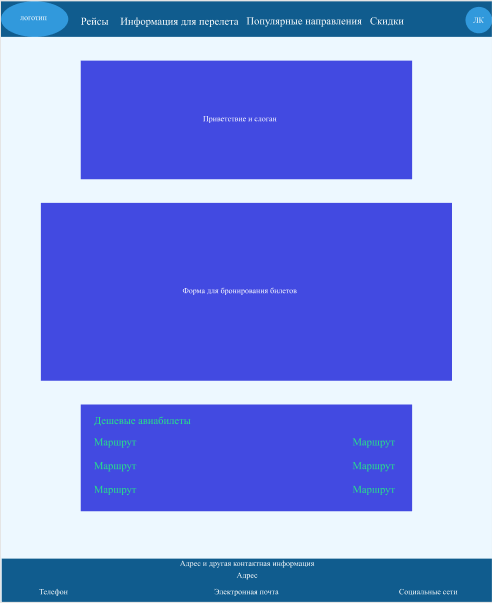 логотип
Рейсы Информация для перелета Популярные направления Скидки
ЛК
Приветствие и слоган
Форма для бронирования билетов
Дешевые авиабилеты
Маршрут Маршрут
Маршрут Маршрут
Маршрут Маршрут
Адрес и другая контактная информация
Адрес
Телефон Электронная почта Социальные сети